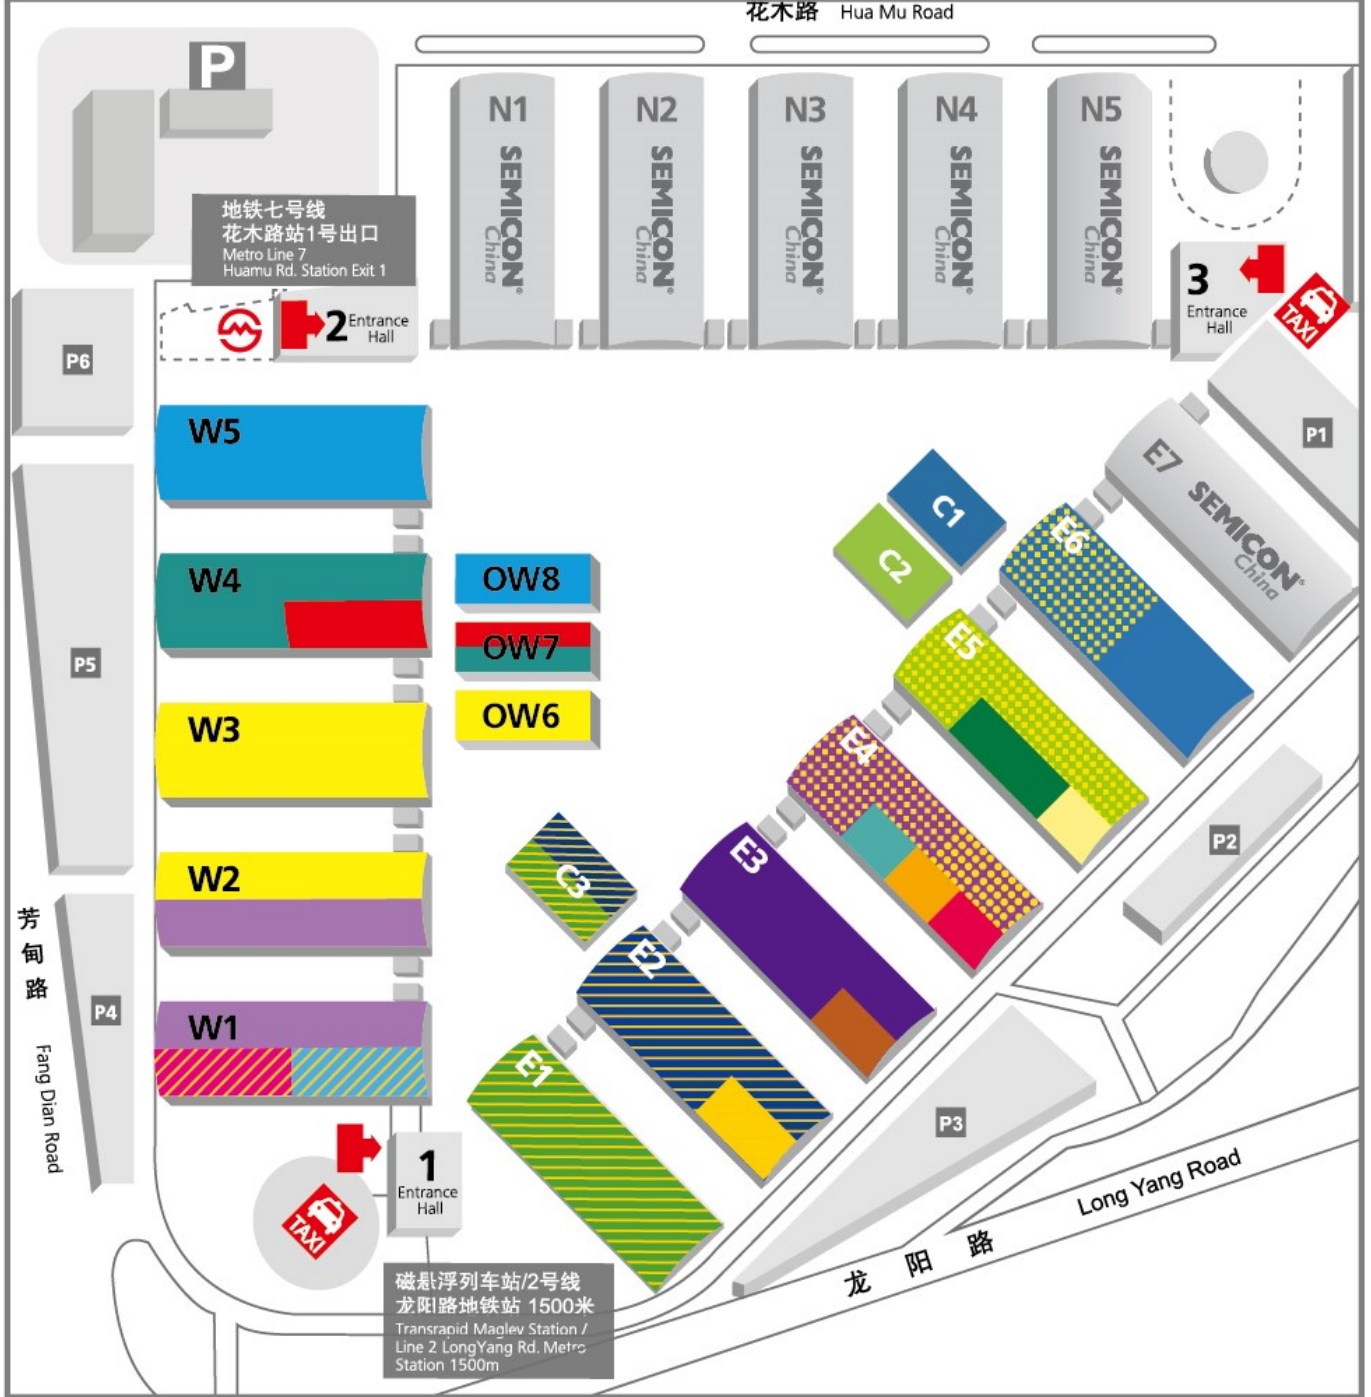 花木路 Hua Mu Road
P
N1
SEMICON®
China
N2
SEMICON®
China
N3
SEMICON®
China
N4
SEMICON®
China
N5
SEMICON®
China
地铁七号线
花木路站1号出口
Metro Line 7
Huamu Rd. Station Exit 1
2 Entrance
Hall
3
Entrance
Hall
TAXI
P6
P1
W5
E7 SEMICON®
China
C1
C2
E6
W4
OW8
OW7
OW6
E5
P5
W3
E4
P2
W2
C3
E3
E2
芳甸路
Fang Dian Road
P4
W1
E1
P3
1
Entrance
Hall
TAXI
龙阳路
Long Yang Road
磁悬浮列车站/2号线
龙阳路地铁站 1500米
Transrapid Maglev Station /
Line 2 LongYang Rd. Metro
Station 1500m